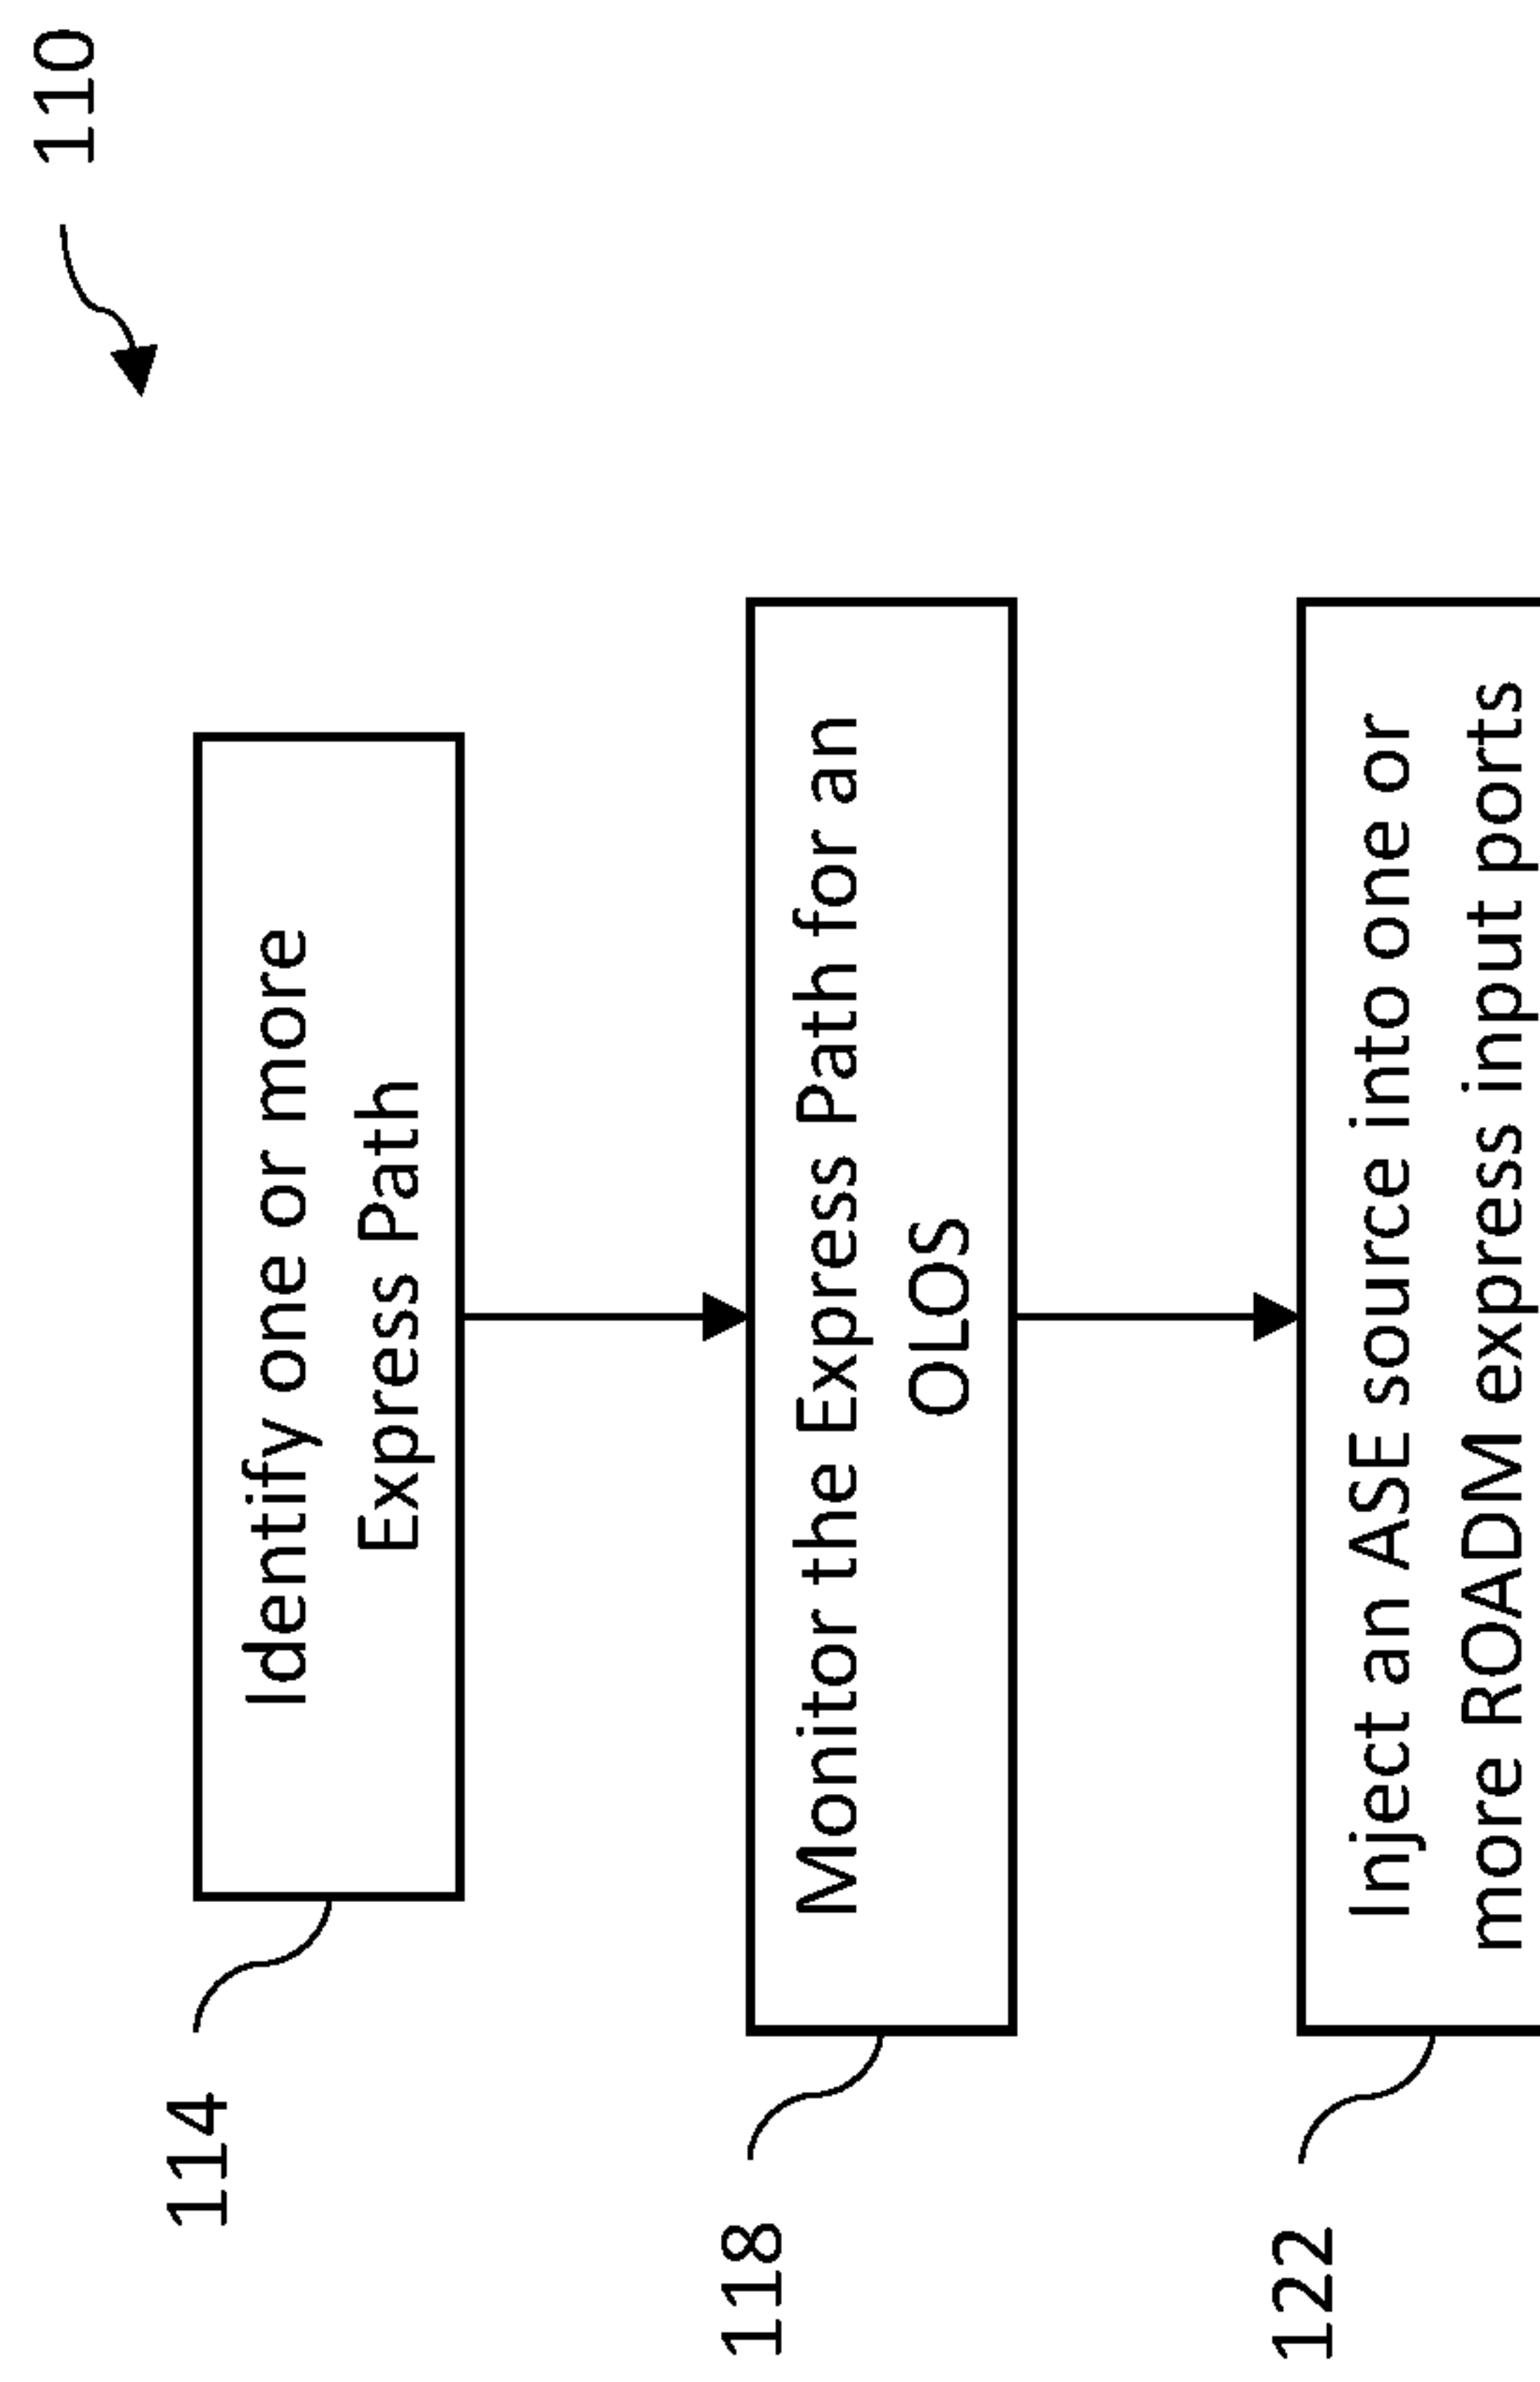 110
114
Identify one or more
Express Path
118
Monitor the Express Path for an
OLOS
122
Inject an ASE source into one or
more ROADM express input ports